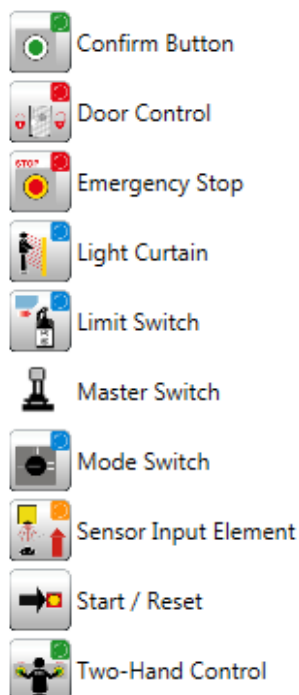 Confirm Button
Door Control
STOP
Emergency Stop
Light Curtain
Limit Switch
Master Switch
Mode Switch
Sensor Input Element
Start / Reset
Two-Hand Control